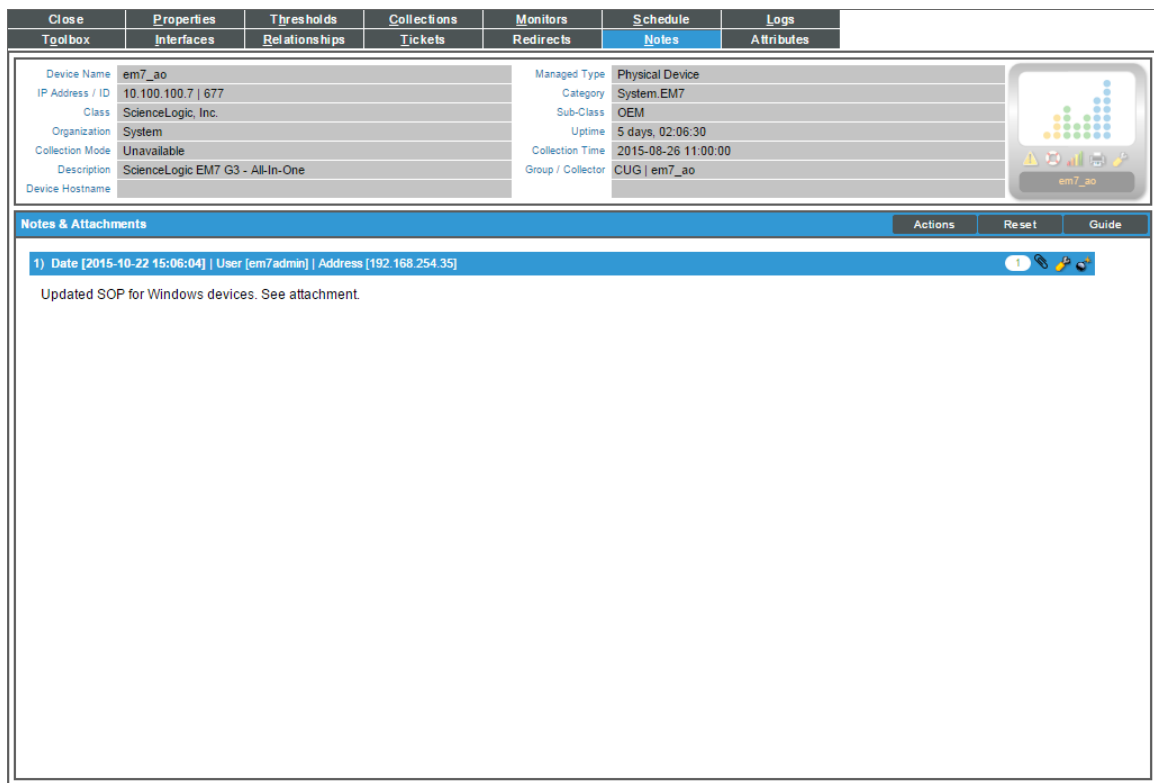 Close Properties Thresholds Collections Monitors Schedule Logs
Toolbox Interfaces Relationships Tickets Redirects Notes Attributes
Device Name em7_ao Managed Type Physical Device
IP Address / ID 10.100.100.7 | 677 Category System.EM7
Class ScienceLogic, Inc. Sub-Class OEM
Organization System Uptime 5 days, 02:06:30
Collection Mode Unavailable Collection Time 2015-08-26 11:00:00
Description ScienceLogic EM7 G3 - All-In-One Group / Collector CUG | em7_ao
Device Hostname
em7_ao
Notes & Attachments Actions Reset Guide
1) Date [2015-10-22 15:06:04] | User [em7admin] | Address [192.168.254.35] 1
Updated SOP for Windows devices. See attachment.